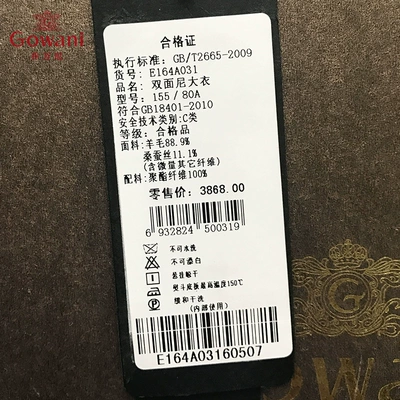 Gowani
合格证
执行标准: GB/T2665-2009
货号: E164A031
品名: 双面尼大衣
型号: 155/80A
符合GB18401-2010
安全技术类别:C类
等级: 合格品
面料:羊毛88.9%
桑蚕丝11.1%
(含微量其它纤维)
配料:聚酯纤维100%
零售价: 3868.00
6 932824 500319
不可水洗
不可漂白
悬挂晾干
熨斗底板最高温度150℃
缓和干洗
(内部使用)
E164A03160507
G